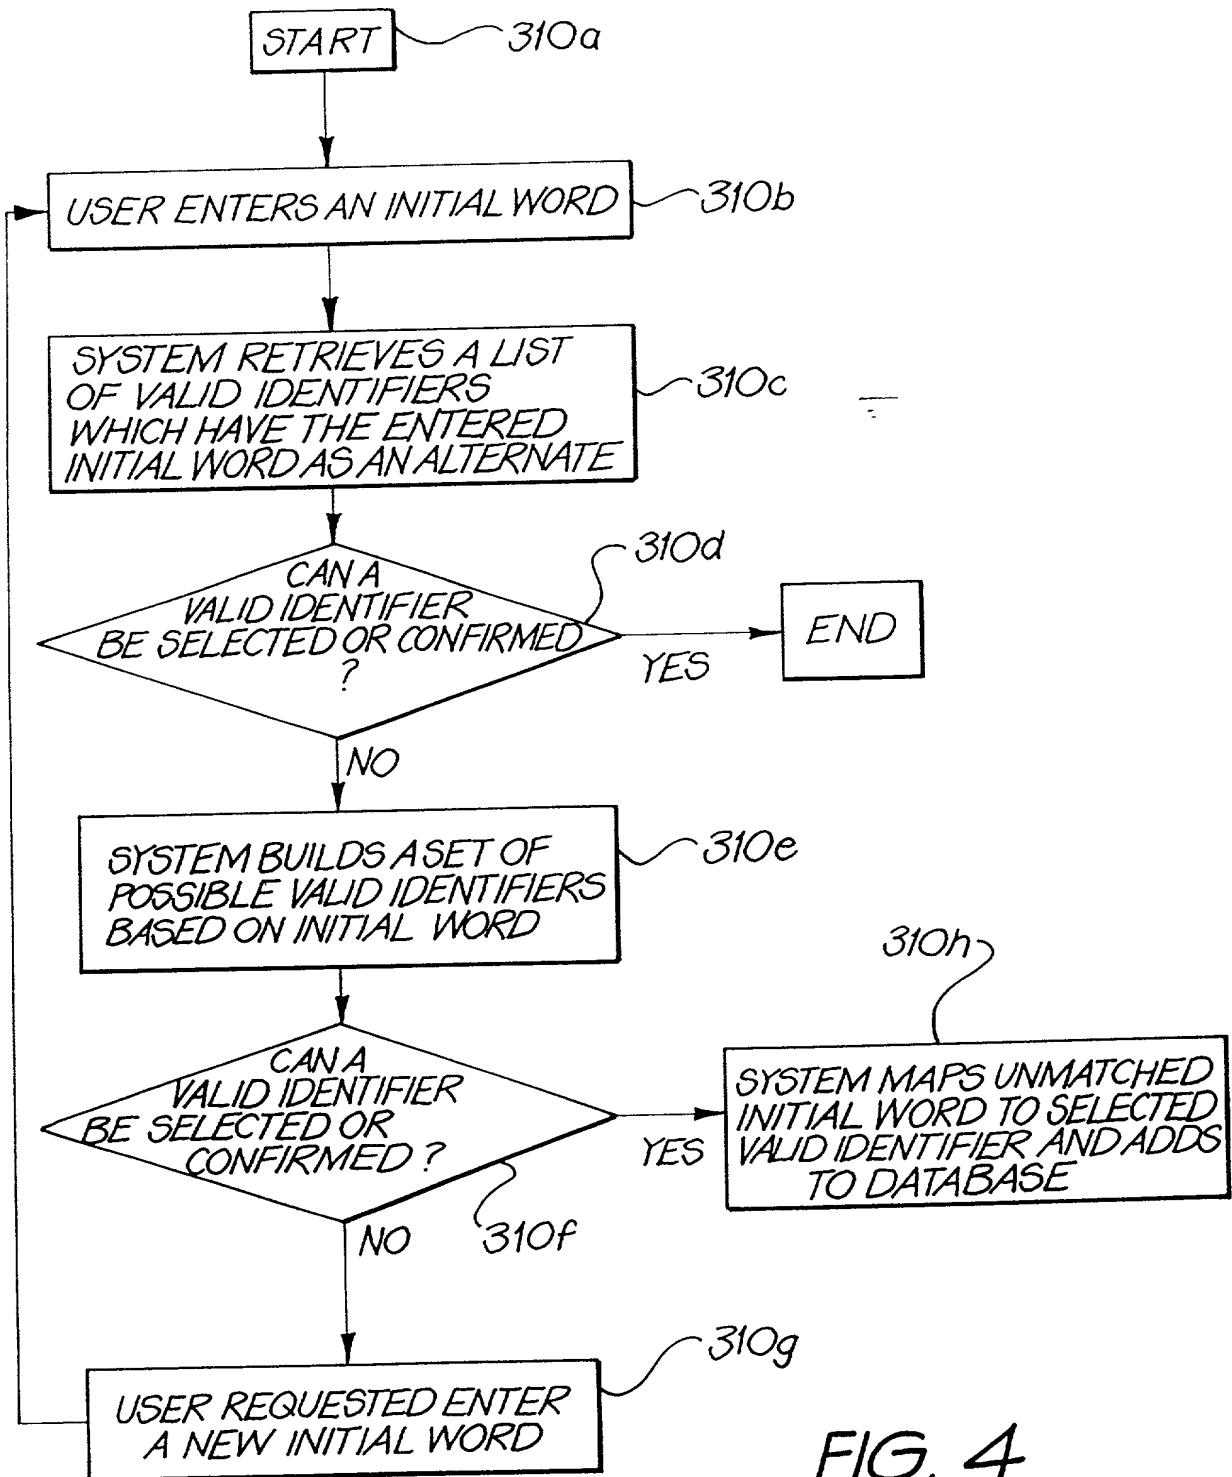 START
310a
USER ENTERS AN INITIAL WORD
310b
SYSTEM RETRIEVES A LIST
OF VALID IDENTIFIERS
WHICH HAVE THE ENTERED
INITIAL WORD AS AN ALTERNATE
310c
CAN A
VALID IDENTIFIER
BE SELECTED OR CONFIRMED
?
310d
YES
END
NO
SYSTEM BUILDS A SET OF
POSSIBLE VALID IDENTIFIERS
BASED ON INITIAL WORD
310e
CAN A
VALID IDENTIFIER
BE SELECTED OR
CONFIRMED ?
310f
YES
310h
SYSTEM MAPS UNMATCHED
INITIAL WORD TO SELECTED
VALID IDENTIFIER AND ADDS
TO DATABASE
NO
USER REQUESTED ENTER
A NEW INITIAL WORD
310g
FIG. 4